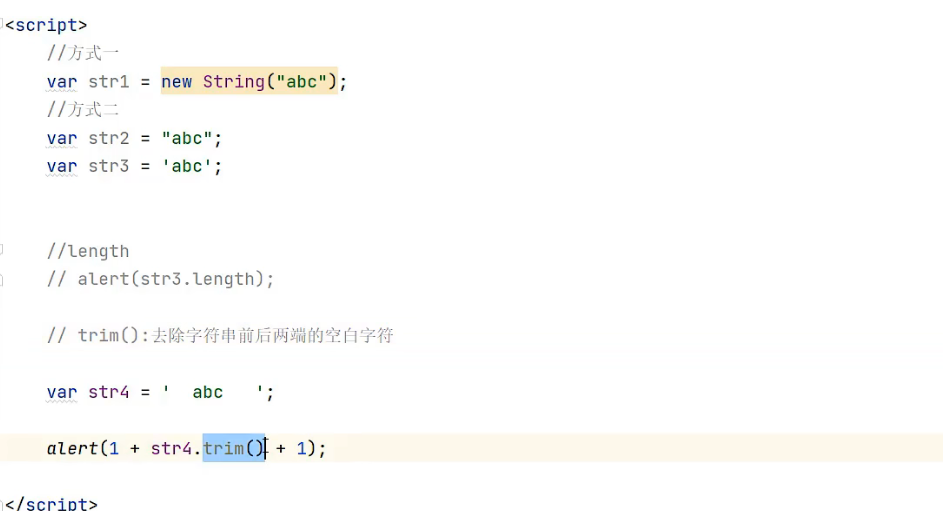 <script>
//方式一
var str1 = new String("abc");
//方式二
var str2 = "abc";
var str3 = 'abc';
//length
// alert(str3.length);
// trim():去除字符串前后两端的空白字符
var str4 = '  abc   ';
alert(1 + str4.trim() + 1);
</script>